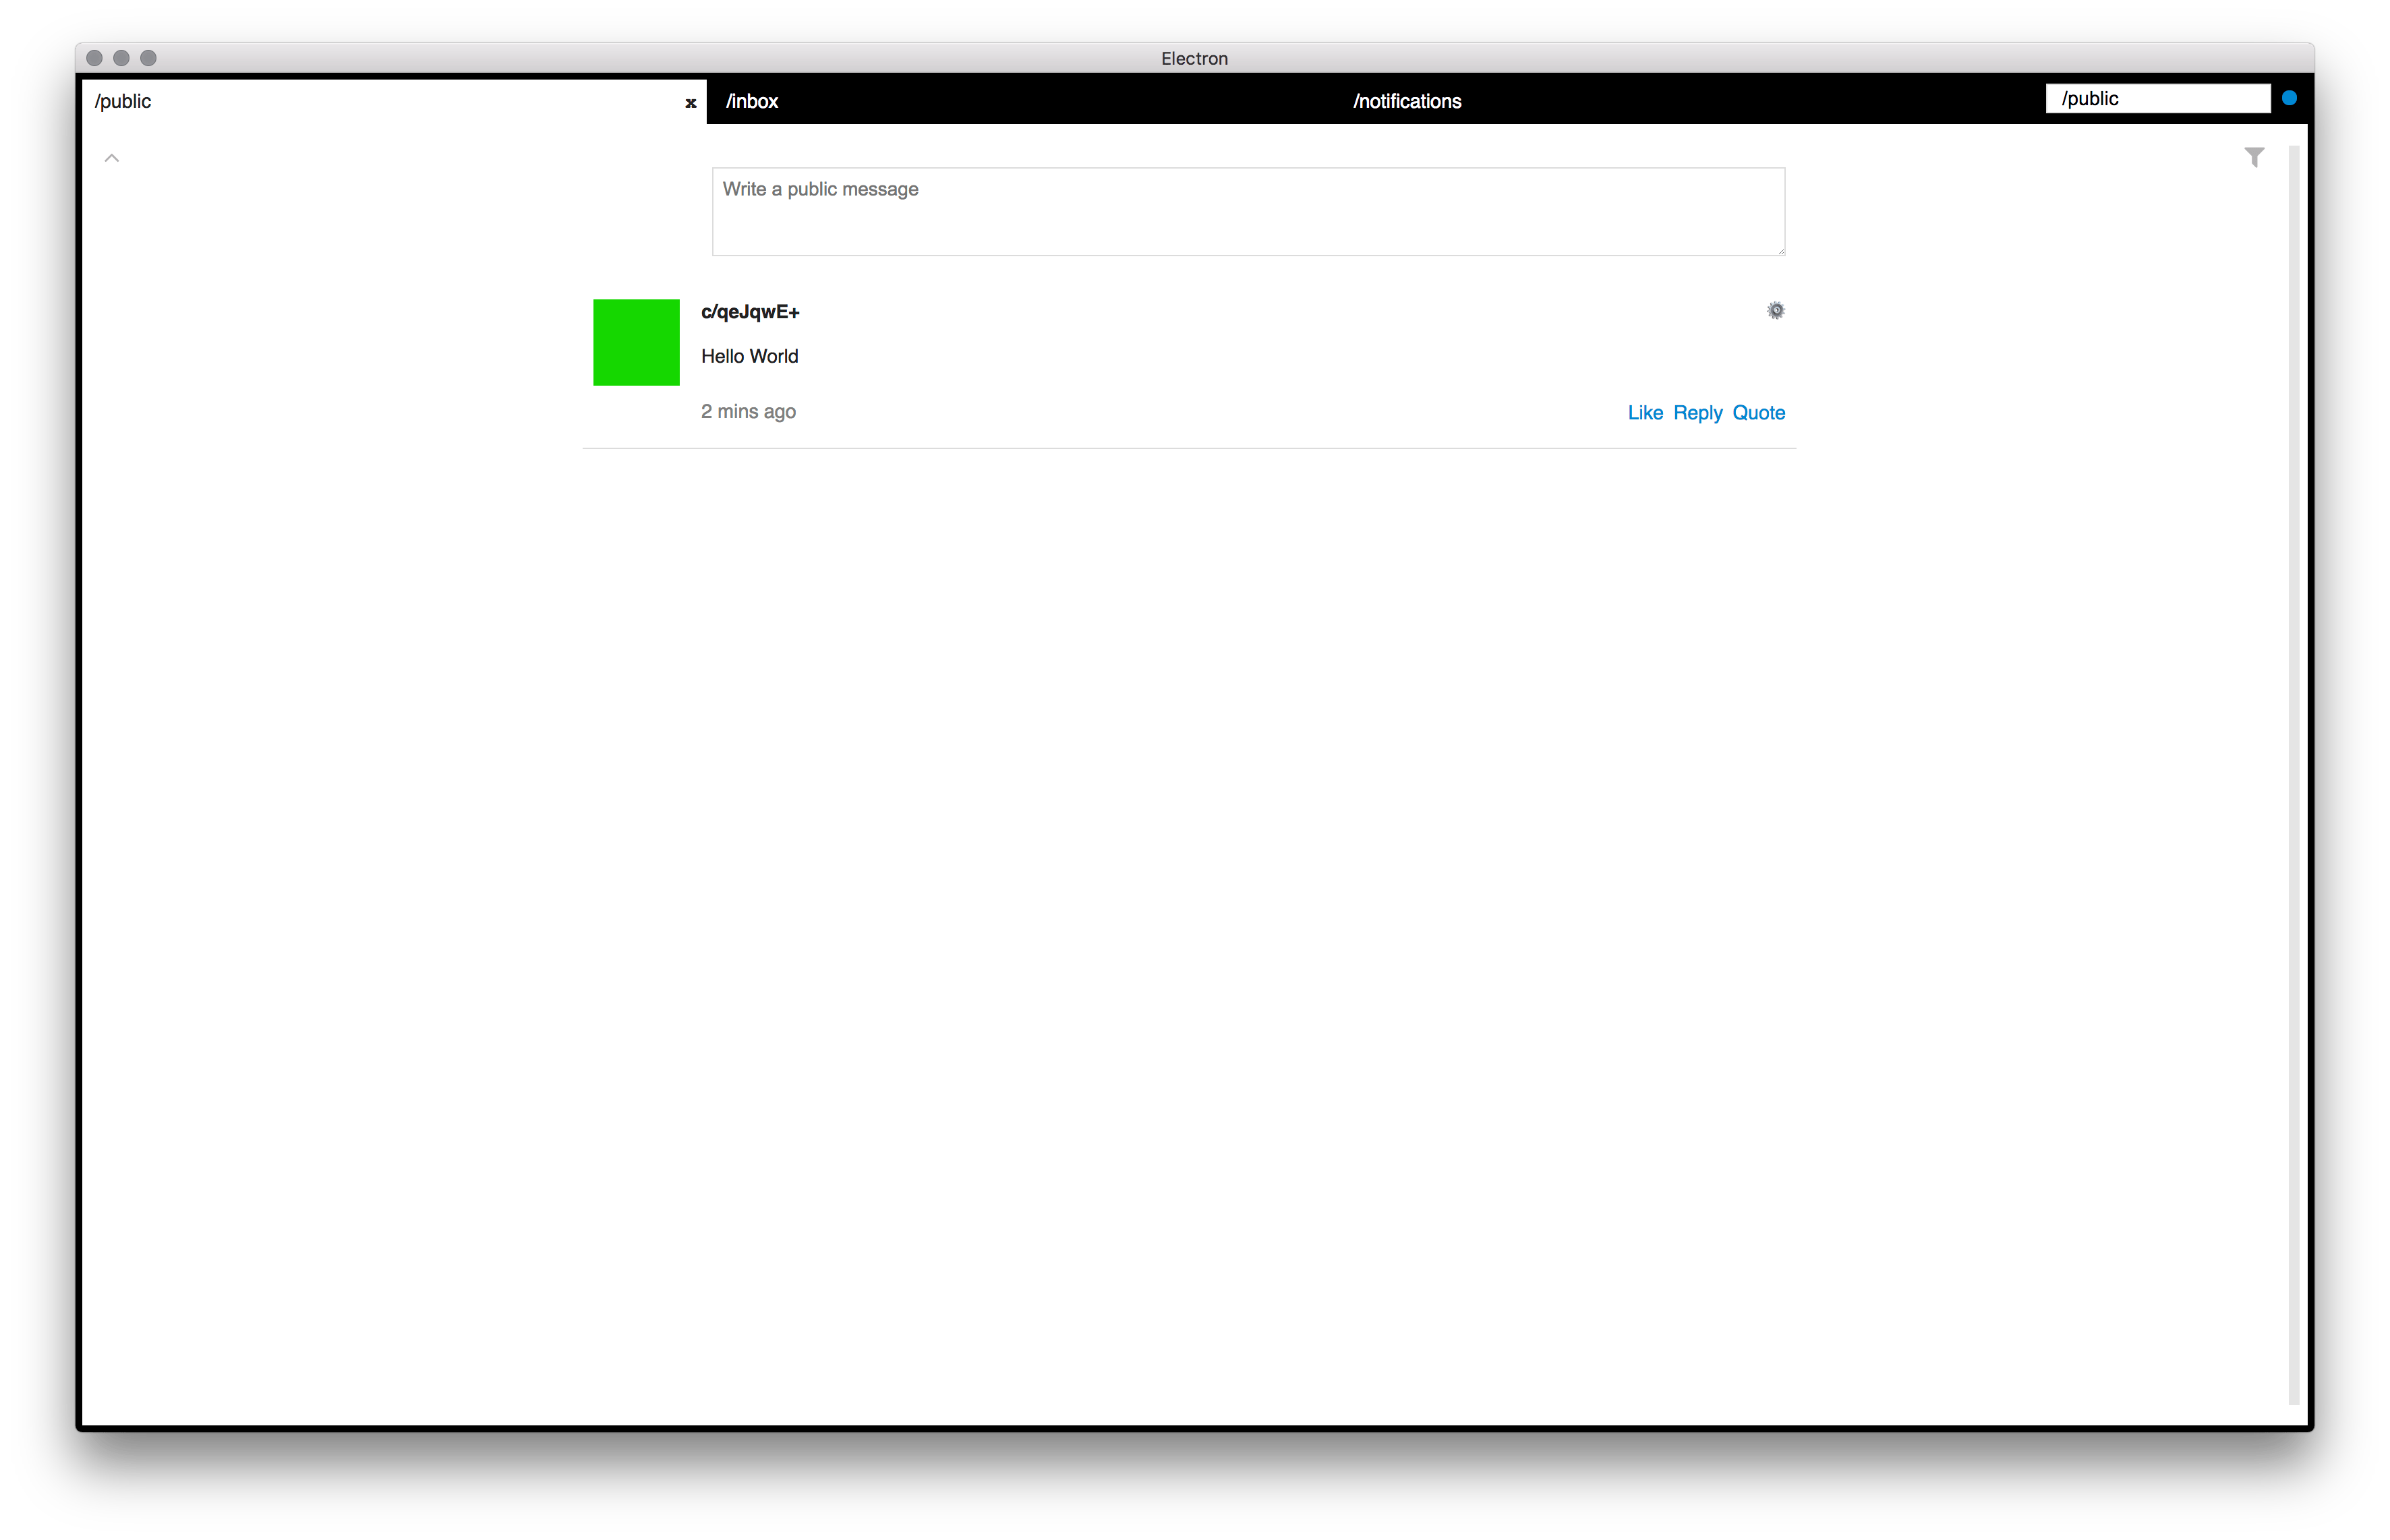 Electron
/public x /inbox /notifications /public
Write a public message
c/qeJqwE+
Hello World
2 mins ago Like Reply Quote